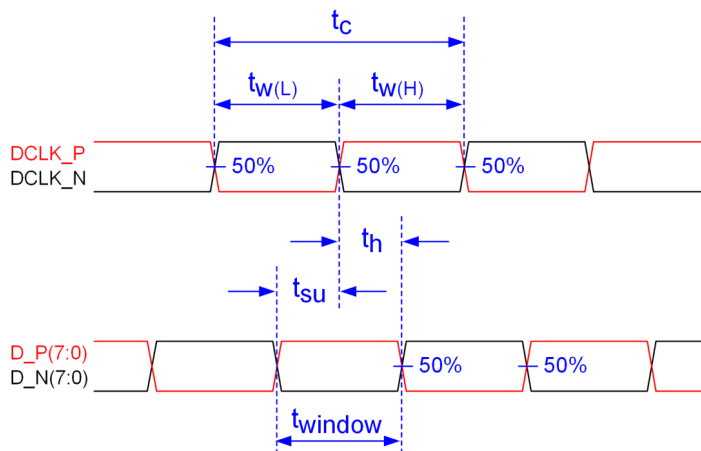 tc
tw(L) tw(H)
DCLK_P
DCLK_N
50% 50% 50%
th
tsu
D_P(7:0)
D_N(7:0)
50% 50%
twindow